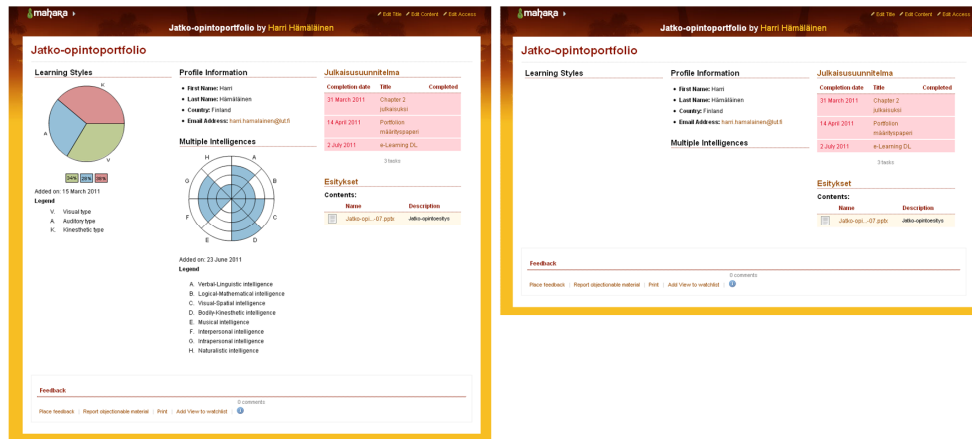 mahara
Edit Title Edit Content Edit Access
Jatko-opintoportfolio by Harri Hämäläinen
Jatko-opintoportfolio
Learning Styles
K
A
V
34% 28% 38%
Added on: 15 March 2011
Legend
V. Visual type
A. Auditory type
K. Kinesthetic type
Profile Information
First Name: Harri
Last Name: Hämäläinen
Country: Finland
Email Address: harri.hamalainen@lut.fi
Multiple Intelligences
H A
G B
F C
E D
Added on: 23 June 2011
Legend
A. Verbal-Linguistic intelligence
B. Logical-Mathematical intelligence
C. Visual-Spatial intelligence
D. Bodily-Kinesthetic intelligence
E. Musical intelligence
F. Interpersonal intelligence
G. Intrapersonal intelligence
H. Naturalistic intelligence
Julkaisusuunnitelma
Completion date Title Completed
31 March 2011 Chapter 2
julkaisuksi
14 April 2011 Portfolion
määrityspaperi
2 July 2011 e-Learning DL
3 tasks
Esitykset
Contents:
Name Description
Jatko-opi...-07.pptx Jatko-opintoesitys
Feedback
0 comments
Place feedback | Report objectionable material | Print | Add View to watchlist |
mahara
Edit Title Edit Content Edit Access
Jatko-opintoportfolio by Harri Hämäläinen
Jatko-opintoportfolio
Learning Styles
Profile Information
First Name: Harri
Last Name: Hämäläinen
Country: Finland
Email Address: harri.hamalainen@lut.fi
Multiple Intelligences
Julkaisusuunnitelma
Completion date Title Completed
31 March 2011 Chapter 2
julkaisuksi
14 April 2011 Portfolion
määrityspaperi
2 July 2011 e-Learning DL
3 tasks
Esitykset
Contents:
Name Description
Jatko-opi...-07.pptx Jatko-opintoesitys
Feedback
0 comments
Place feedback | Report objectionable material | Print | Add View to watchlist |